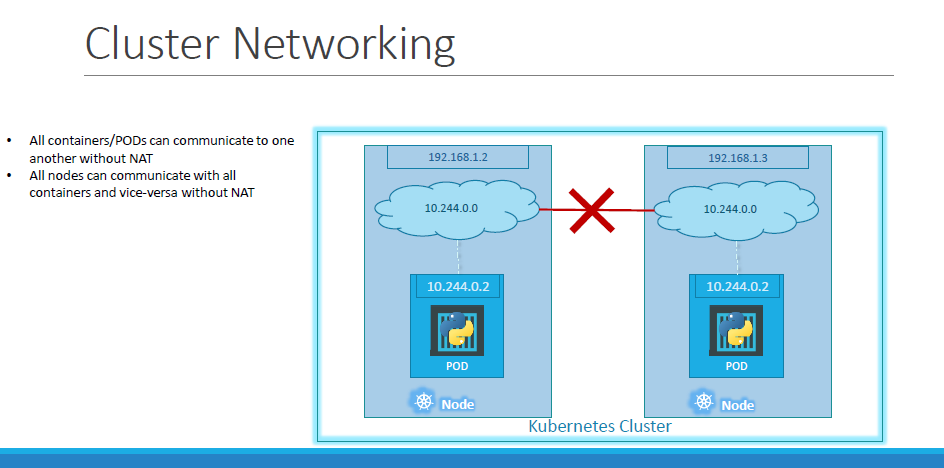 Cluster Networking
• All containers/PODs can communicate to one
another without NAT
• All nodes can communicate with all
containers and vice-versa without NAT
192.168.1.2
10.244.0.0
10.244.0.2
POD
Node
192.168.1.3
10.244.0.0
10.244.0.2
POD
Node
Kubernetes Cluster